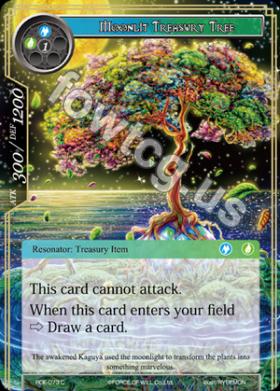 Moonlit Treasury Tree
1
ATK 300/DEF 1200
fowtcg.us
Resonator: Treasury Item
This card cannot attack.
When this card enters your field
⇨ Draw a card.
The awakened Kaguya used the moonlight to transform the plants into
something marvelous.
©FORCE OF WILL Co.,Ltd.